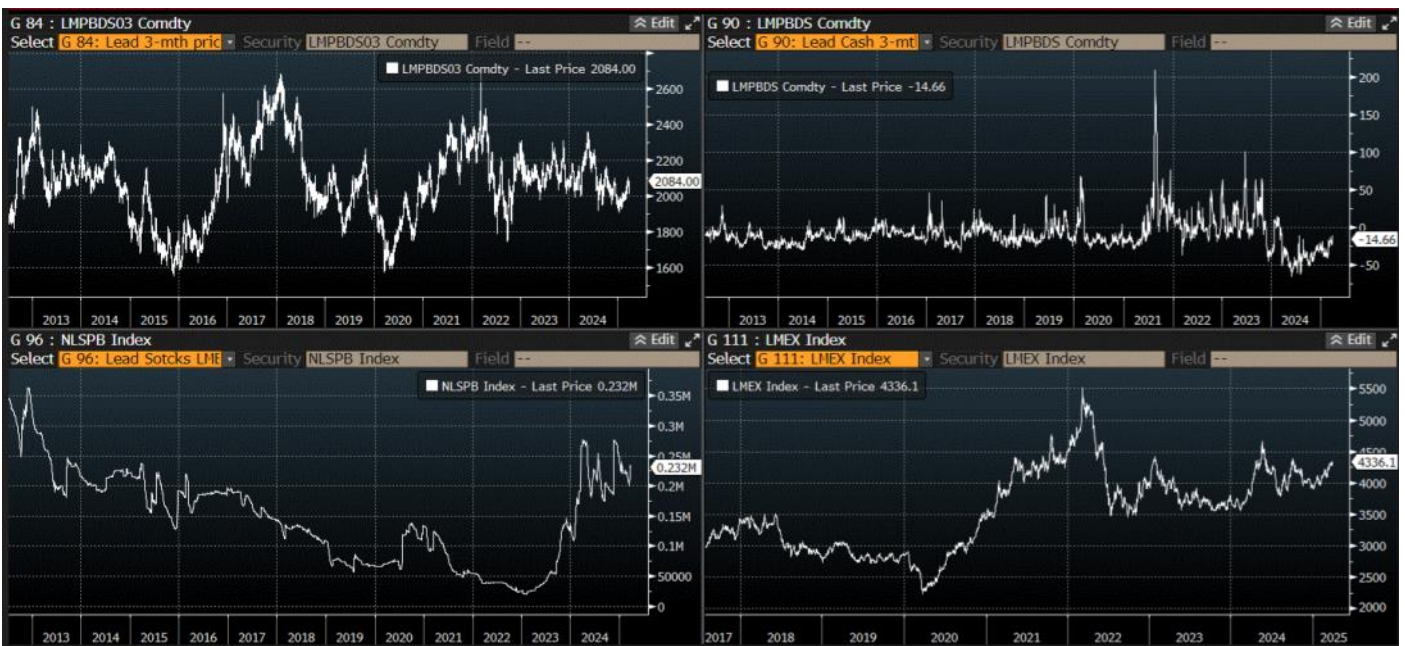 G 84 : LMPBDS03 Comdty
Edit
Select G 84: Lead 3-mth pric Security LMPBDS03 Comdty Field --
LMPBDS03 Comdty - Last Price 2084.00
2600
2400
2200
2084.00
2000
1800
1600
2013 2014 2015 2016 2017 2018 2019 2020 2021 2022 2023 2024
G 90 : LMPBDS Comdty
Edit
Select G 90: Lead Cash 3-mt Security LMPBDS Comdty Field --
LMPBDS Comdty - Last Price -14.66
200
150
100
50
0
-14.66
-50
2013 2014 2015 2016 2017 2018 2019 2020 2021 2022 2023 2024
G 96 : NLSPB Index
Edit
Select G 96: Lead Sotcks LME Security NLSPB Index Field --
NLSPB Index - Last Price 0.232M
0.35M
0.3M
0.25M
0.232M
0.2M
0.15M
0.1M
50000
0
2013 2014 2015 2016 2017 2018 2019 2020 2021 2022 2023 2024
G 111 : LMEX Index
Edit
Select G 111: LMEX Index Security LMEX Index Field --
LMEX Index - Last Price 4336.1
5500
5000
4500
4336.1
4000
3500
3000
2500
2000
2017 2018 2019 2020 2021 2022 2023 2024 2025